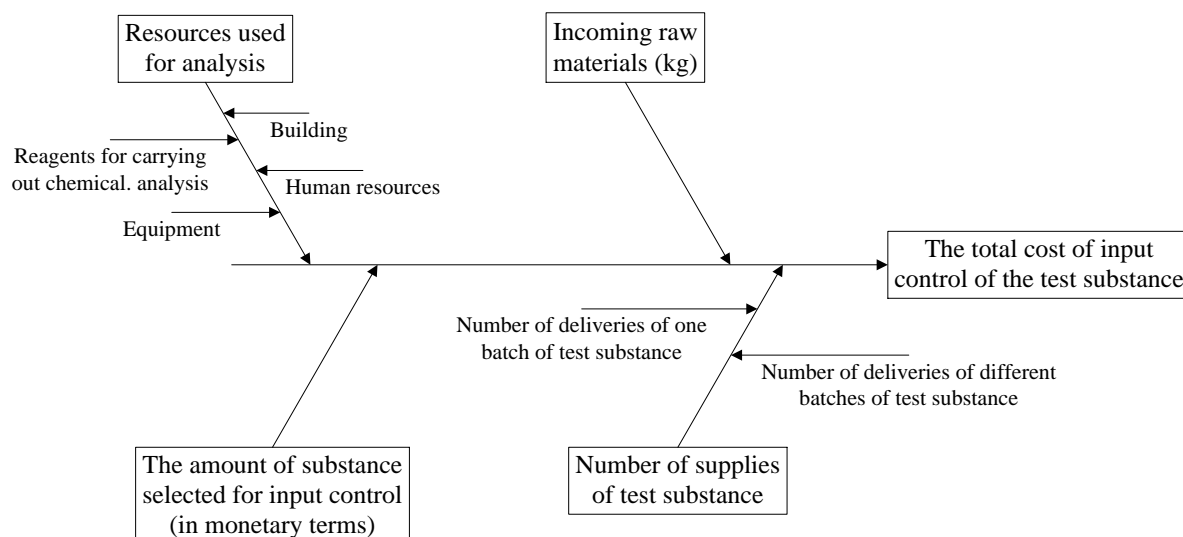 Resources used
for analysis
Incoming raw
materials (kg)
Building
Reagents for carrying
out chemical. analysis
Human resources
Equipment
The total cost of input
control of the test substance
Number of deliveries of one
batch of test substance
Number of deliveries of different
batches of test substance
The amount of substance
selected for input control
(in monetary terms)
Number of supplies
of test substance